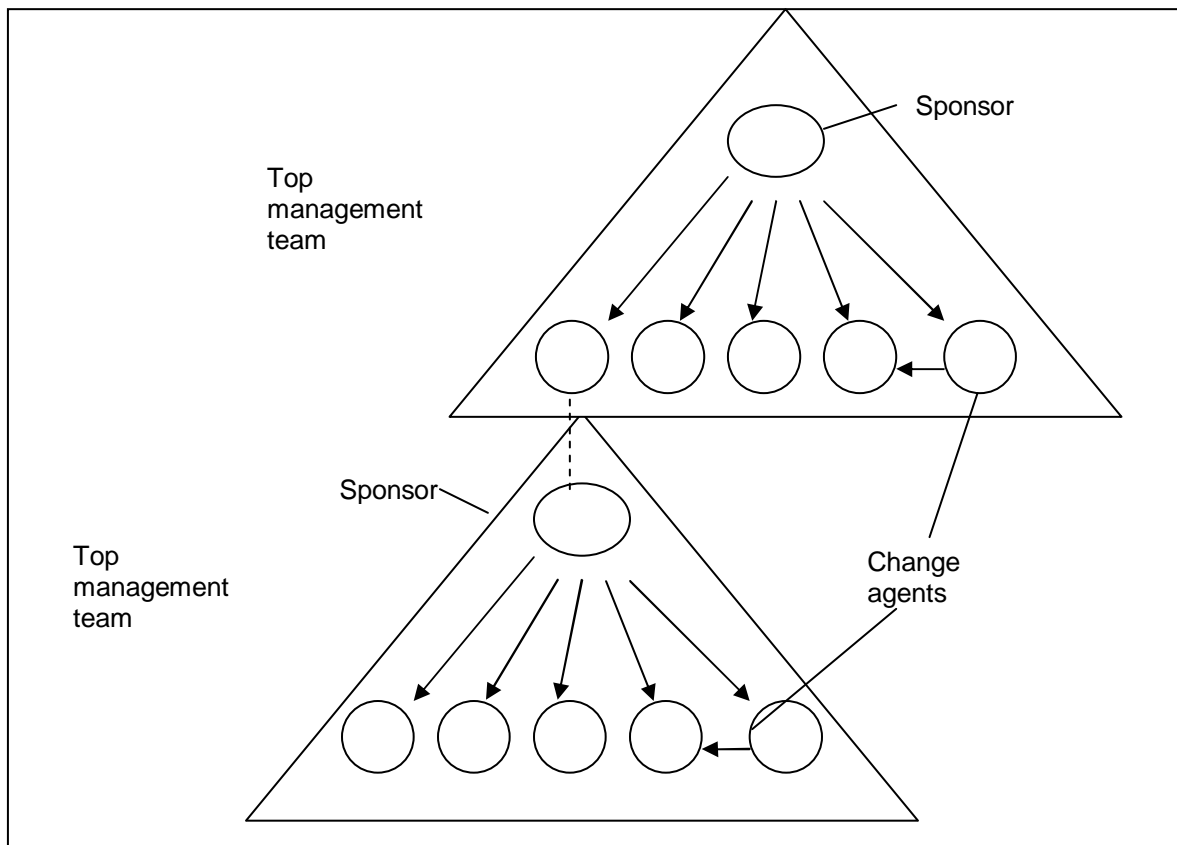 Sponsor
Top
management
team
Sponsor
Top
management
team
Change
agents